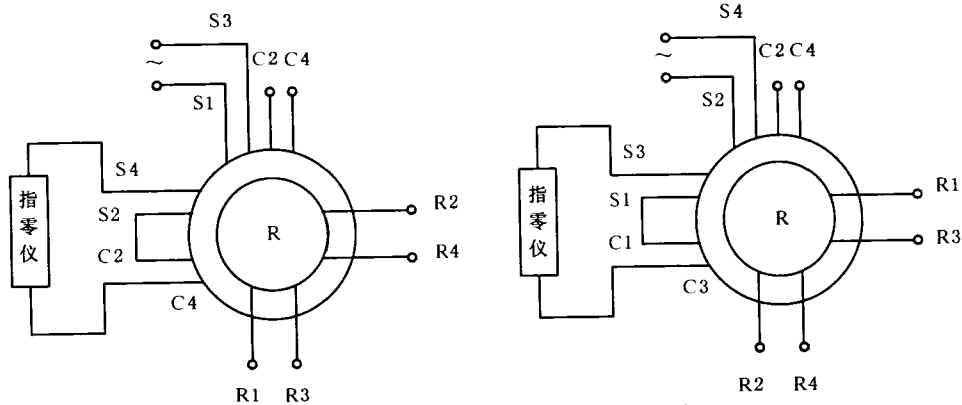 S3
~
C2 C4
S1
S4
指零仪
S2
C2
C4
R
R2
R4
R1 R3
S4
~
C2 C4
S2
S3
指零仪
S1
C1
C3
R
R1
R3
R2 R4